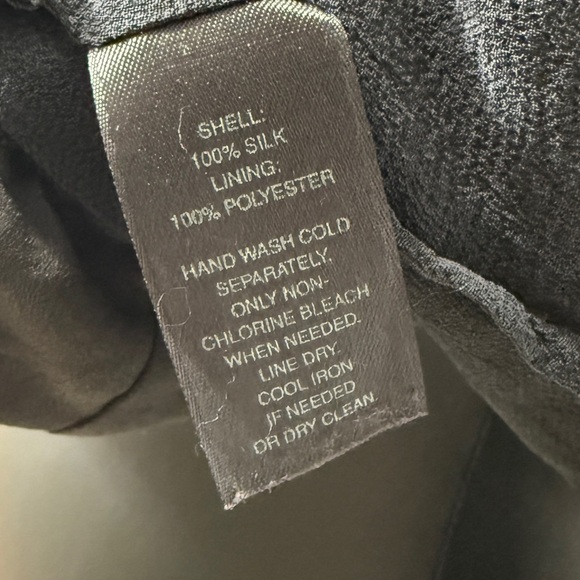 SHELL:
100% SILK
LINING:
100% POLYESTER
HAND WASH COLD
SEPARATELY.
ONLY NON-
CHLORINE BLEACH
WHEN NEEDED.
LINE DRY.
COOL IRON
IF NEEDED
OR DRY CLEAN